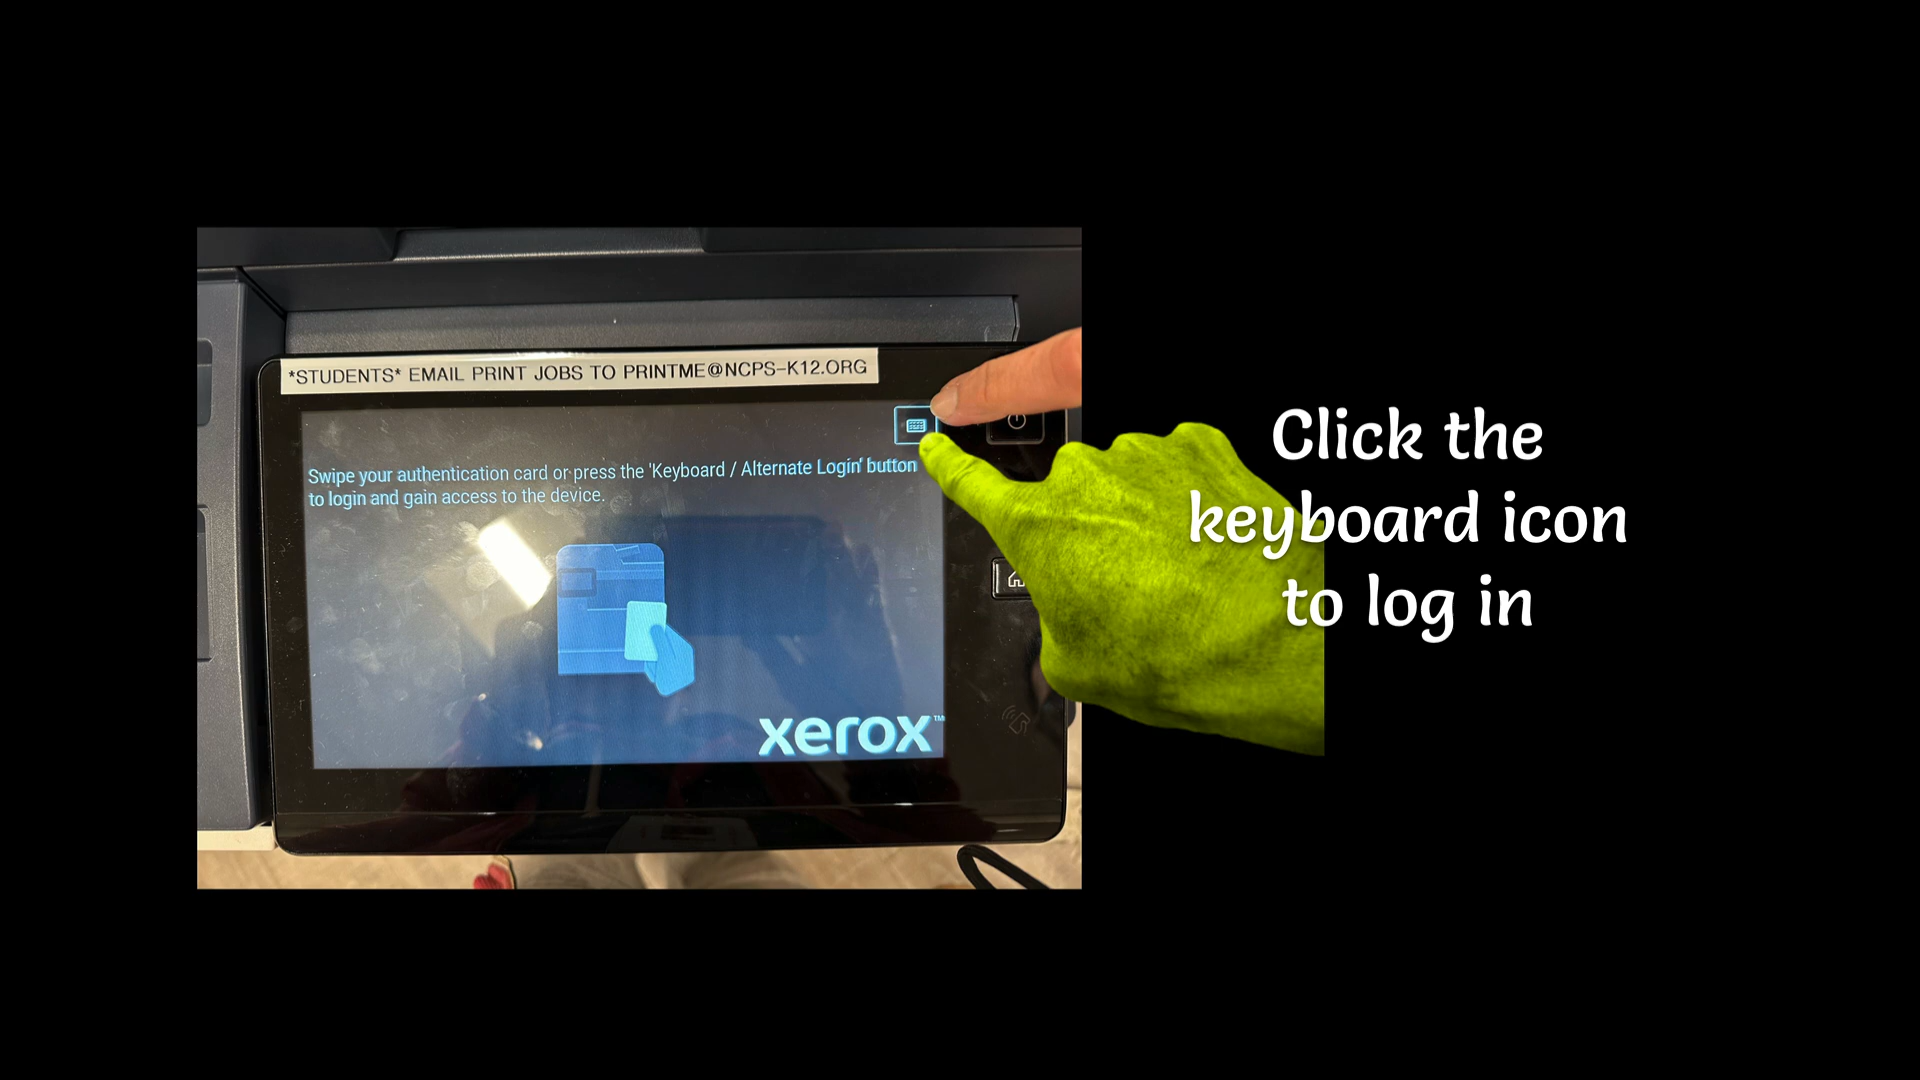 *STUDENTS* EMAIL PRINT JOBS TO PRINTME@NCPS-K12.ORG
Swipe your authentication card or press the 'Keyboard / Alternate Login' button
to login and gain access to the device.
xerox™
Click the
keyboard icon
to log in